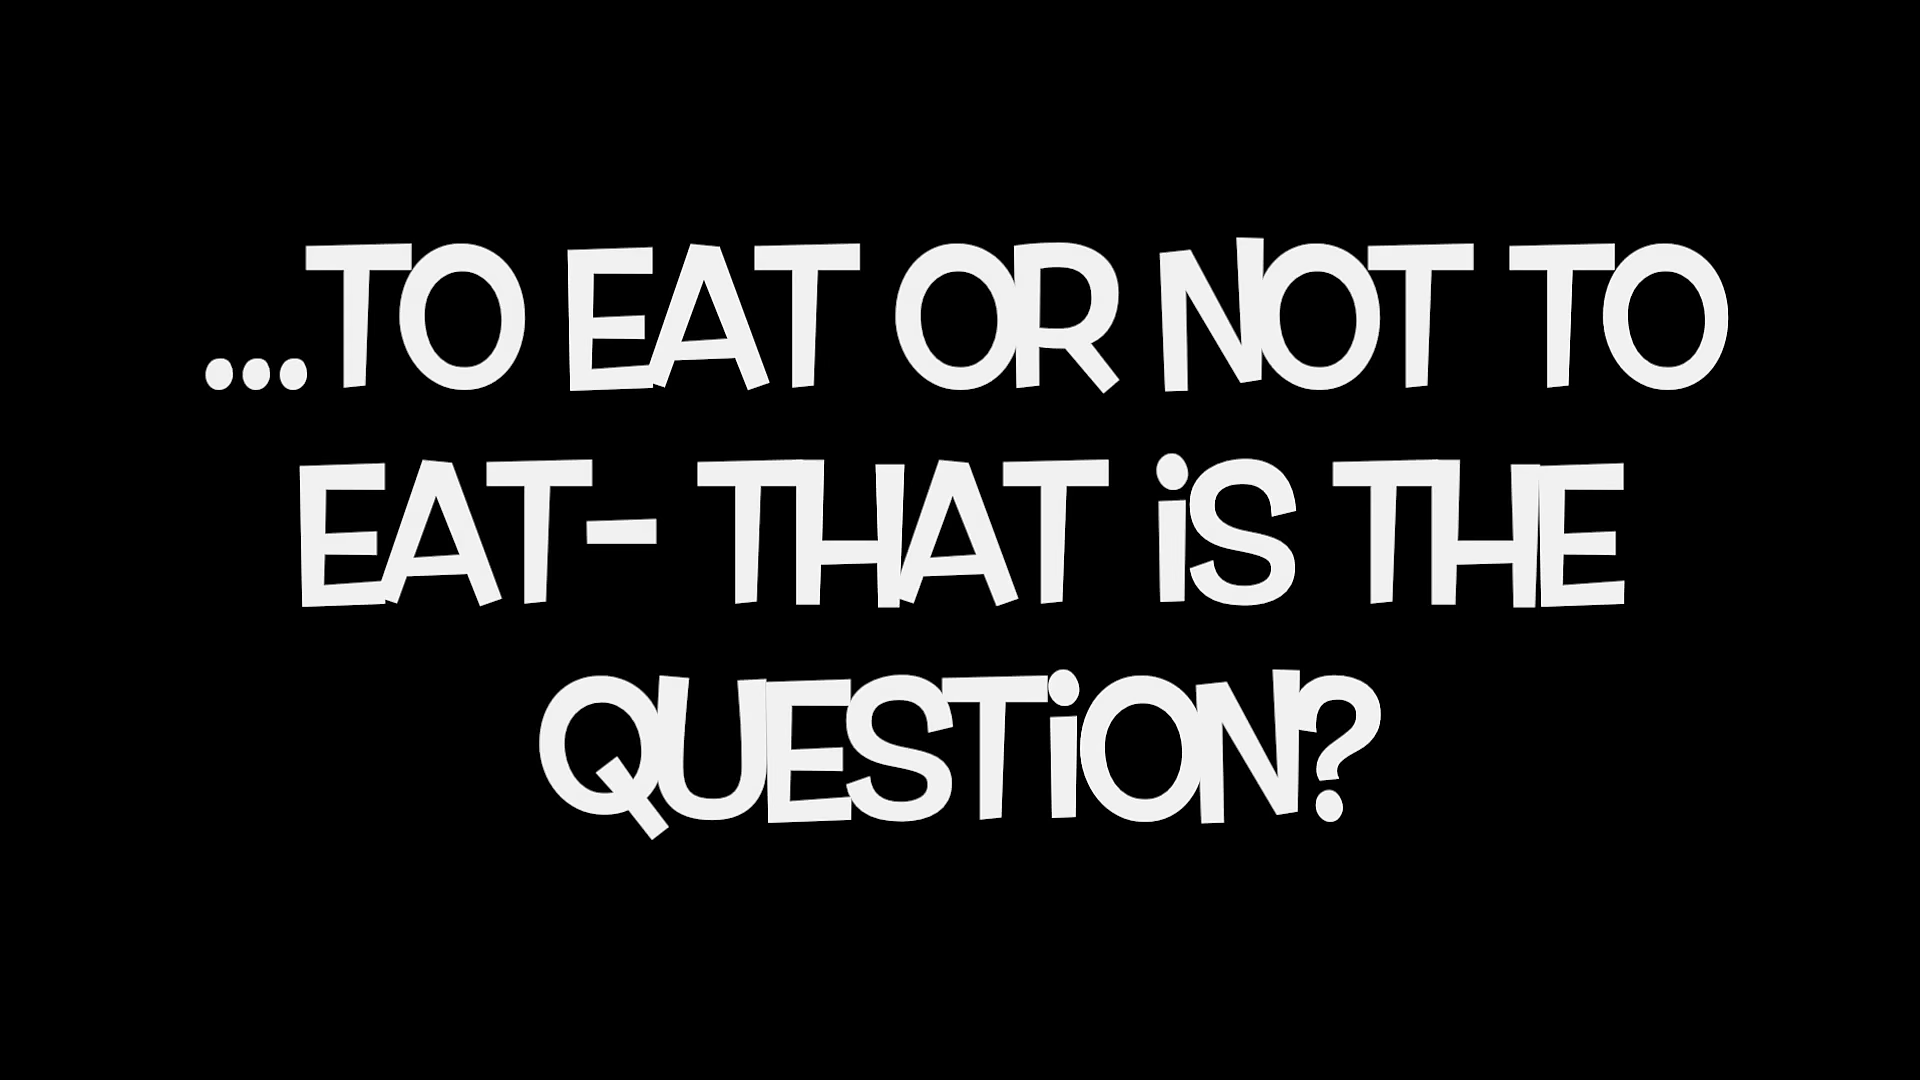 ...TO EAT OR NOT TO
EAT- THAT iS THE
QUESTiON?